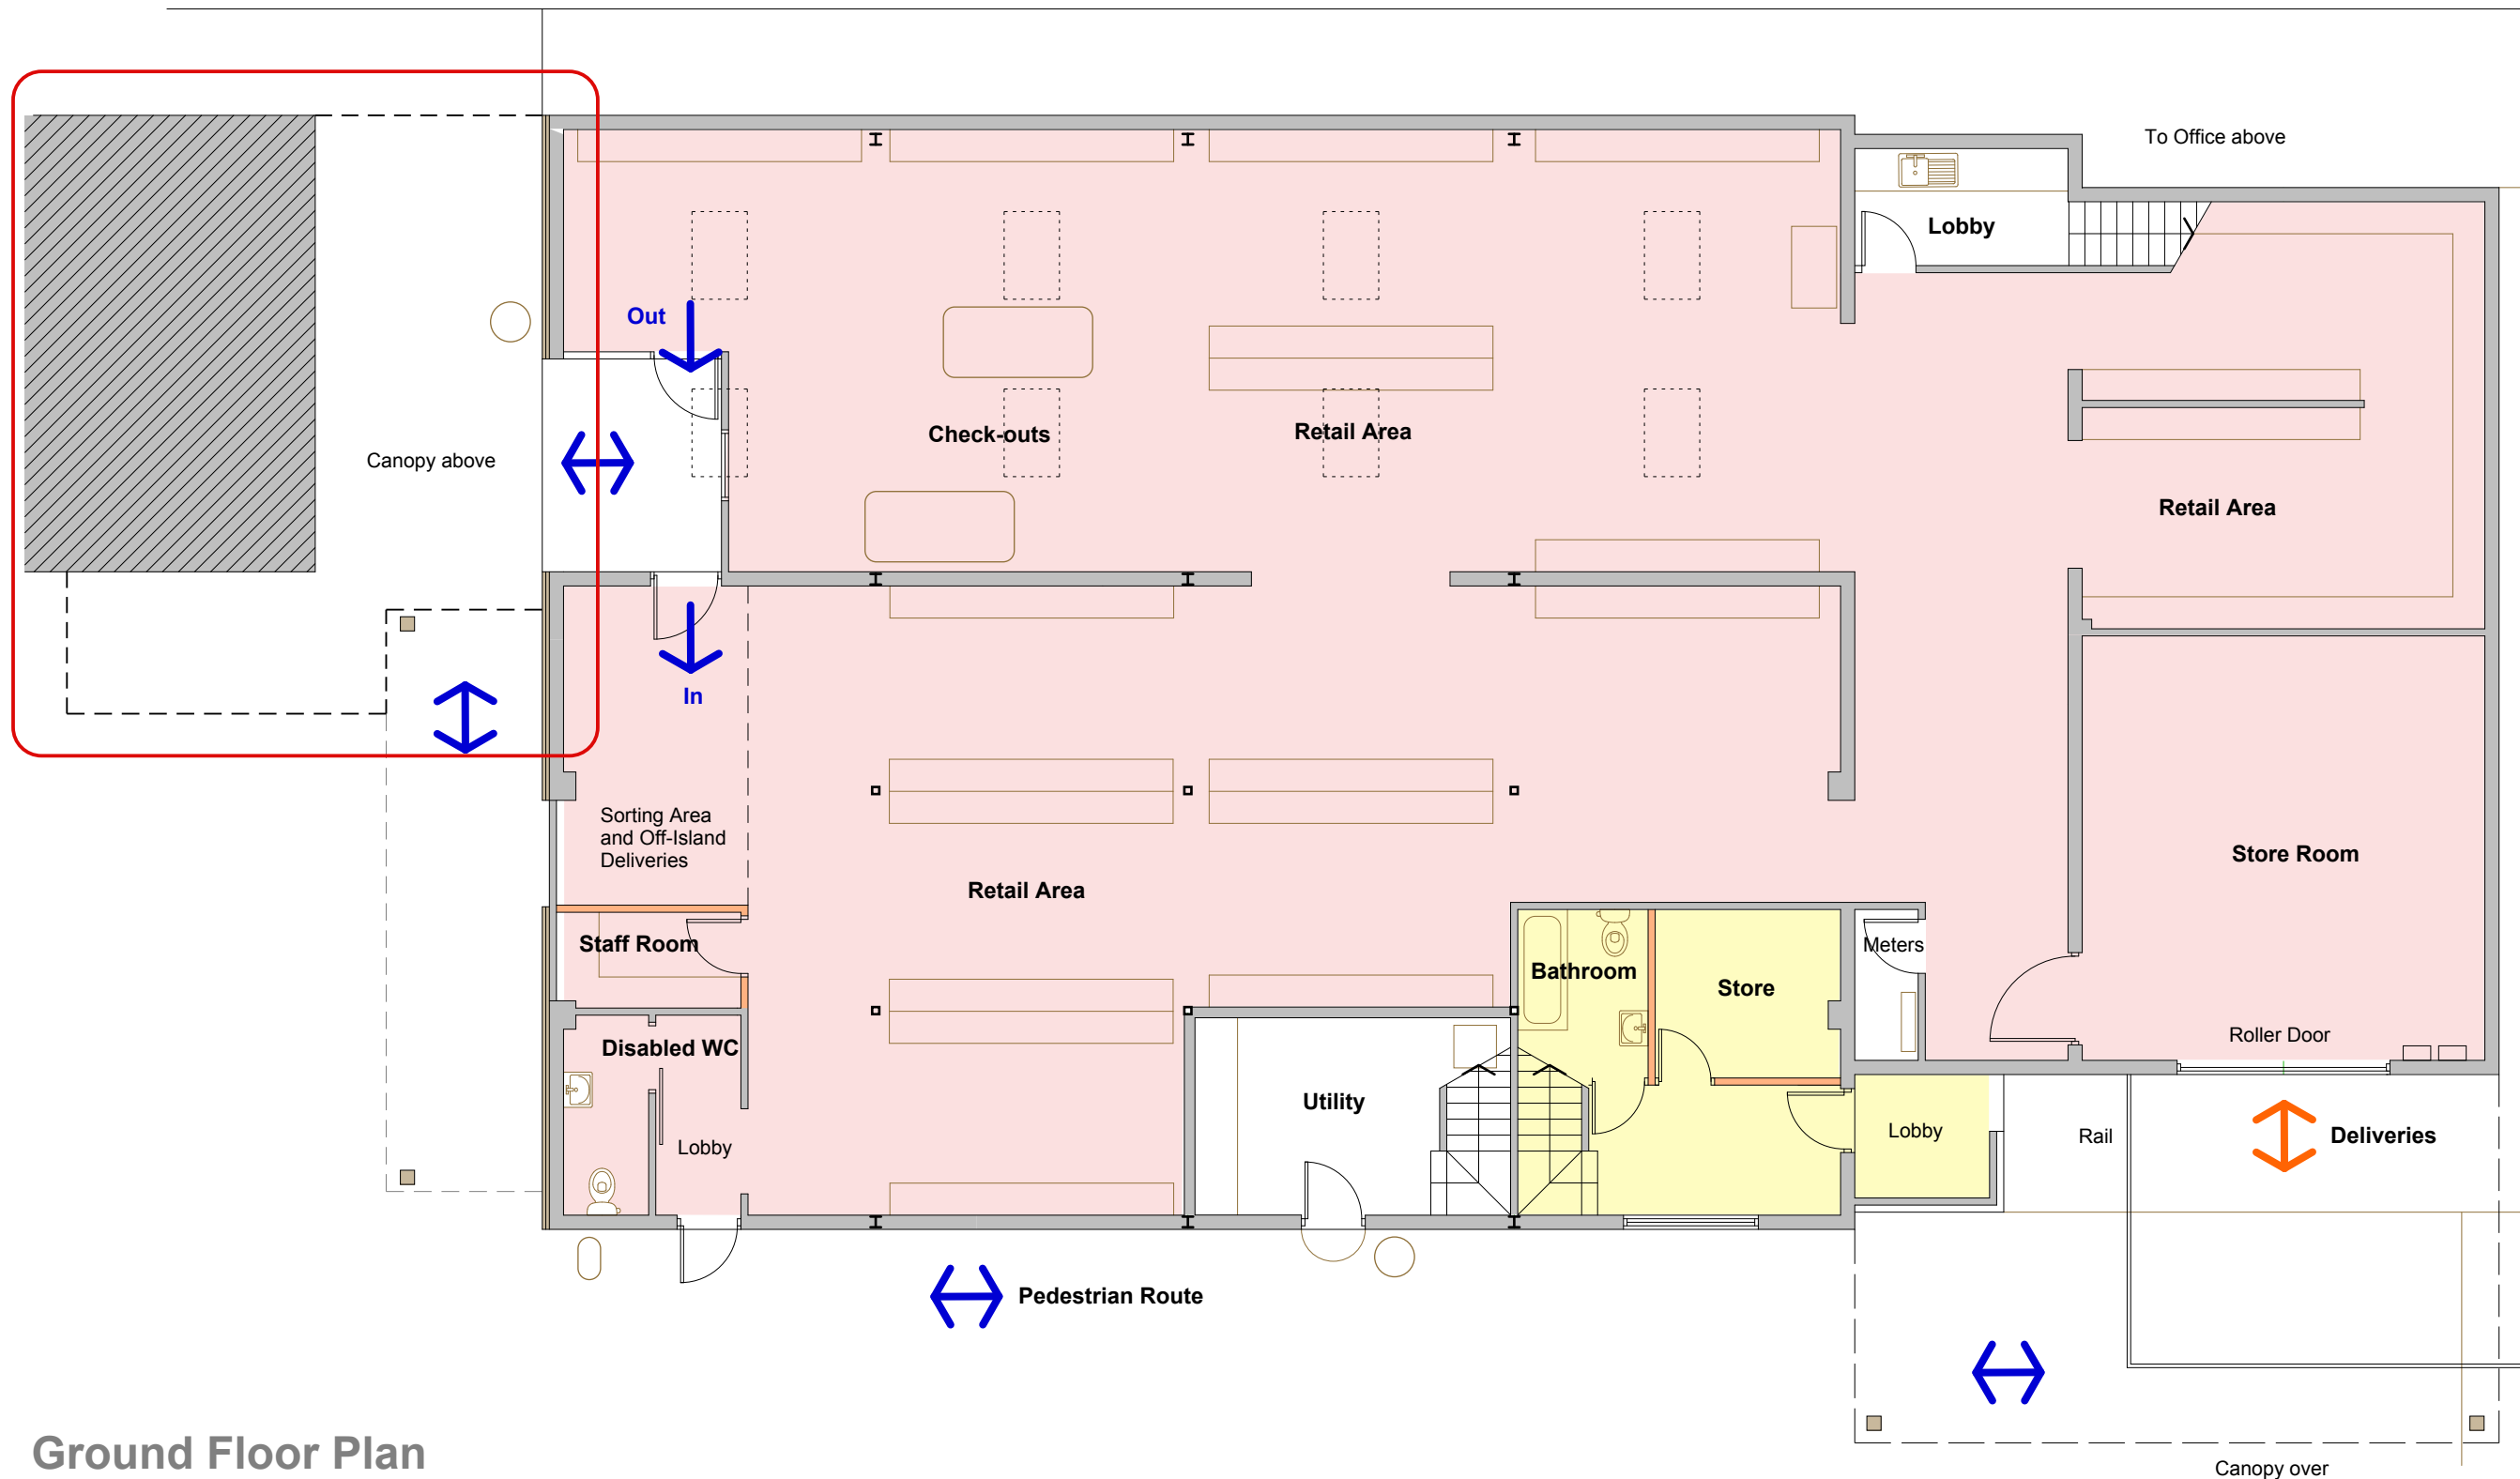 To Office above
Lobby
Out
Check-outs
Retail Area
Canopy above
Retail Area
In
Sorting Area
and Off-Island
Deliveries
Store Room
Retail Area
Staff Room
Meters
Bathroom
Store
Roller Door
Disabled WC
Utility
Lobby
Lobby
Rail
Deliveries
Pedestrian Route
Ground Floor Plan
Canopy over